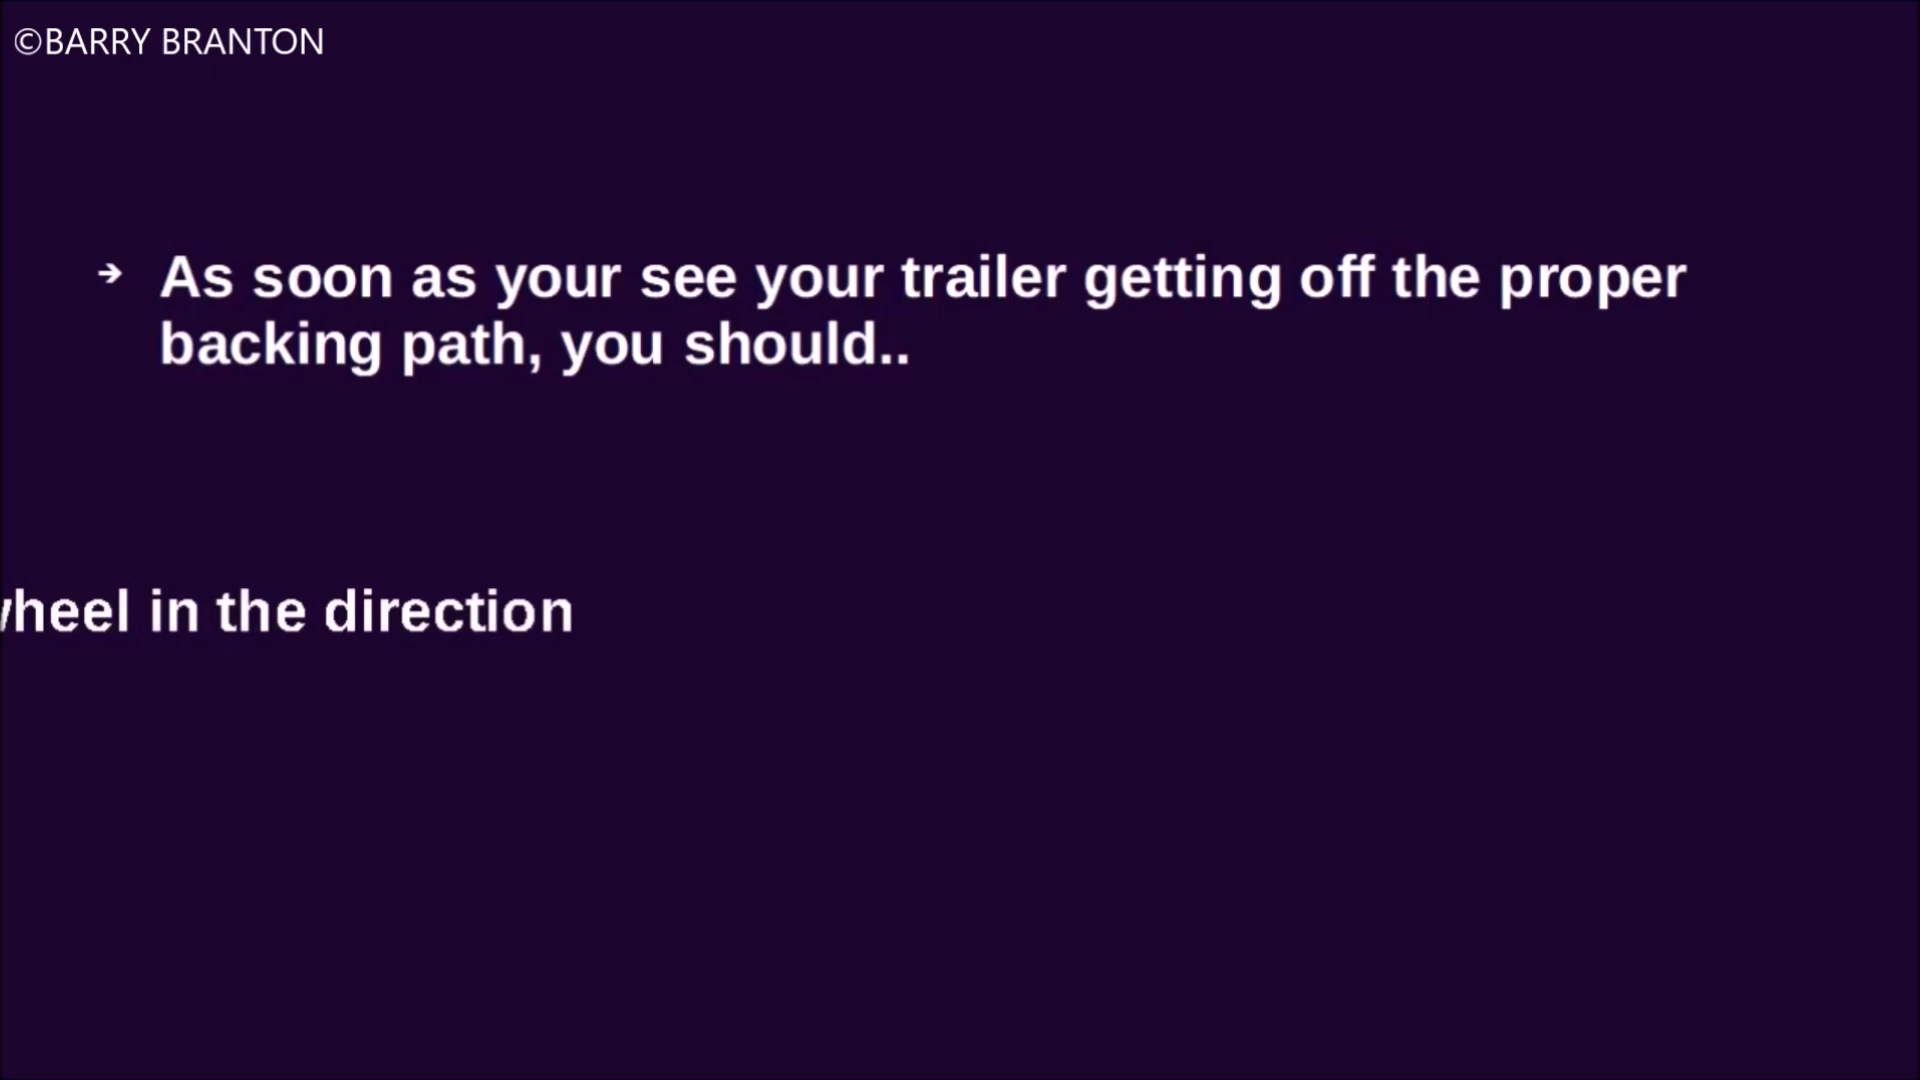 ©BARRY BRANTON
➔ As soon as your see your trailer getting off the proper
backing path, you should..
wheel in the direction